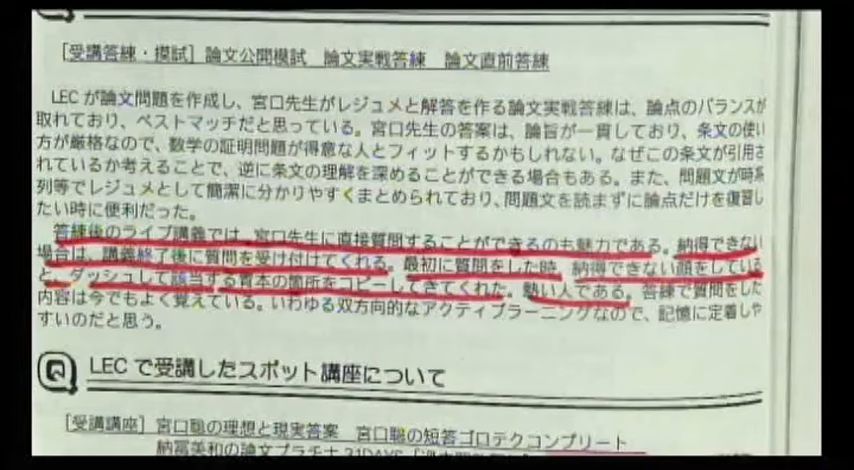 [受講答練・模試] 論文公開模試　論文実戦答練　論文直前答練
LECが論文問題を作成し、宮口先生がレジュメと解答を作る論文実戦答練は、論点のバランスが
取れており、ベストマッチだと思っている。宮口先生の答案は、論旨が一貫しており、条文の使い
方が厳格なので、数学の証明問題が得意な人とフィットするかもしれない。なぜこの条文が引用さ
れているか考えることで、逆に条文の理解を深めることができる場合もある。また、問題文が時系
列等でレジュメとして簡潔に分かりやすくまとめられており、問題文を読まずに論点だけを復習し
たい時に便利だった。
答練後のライブ講義では、宮口先生に直接質問することができるのも魅力である。納得できない
場合は、講義終了後に質問を受け付けてくれる。最初に質問をした時、納得できない顔をしている
と、ダッシュして該当する青本の箇所をコピーしてきてくれた。熱い人である。答練で質問をした
内容は今でもよく覚えている。いわゆる双方向的なアクティブラーニングなので、記憶に定着しや
すいのだと思う。
Q LECで受講したスポット講座について
[受講講座] 宮口聡の理想と現実答案　宮口聡の短答ゴロテクコンプリート
納冨美和の論文プラチナ31DAYS